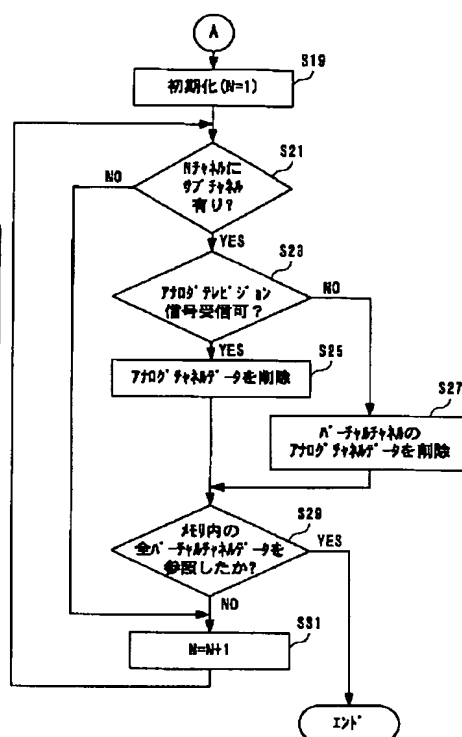 A
S19
初期化(N=1)
S21
Nチャネルに
サブチャネル
有り?
NO
YES
S23
アナログテレビジョン
信号受信可?
NO
YES
S25
アナログチャネルデータを削除
S27
バーチャルチャネルの
アナログチャネルデータを削除
S29
メモリ内の
全バーチャルチャネルデータを
参照したか?
YES
NO
S31
N=N+1
エンド